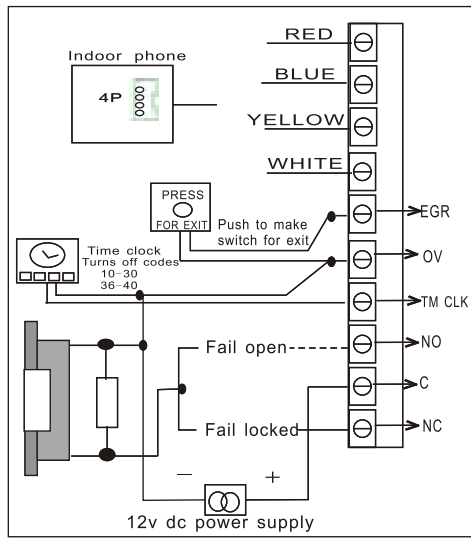 RED
Indoor phone
BLUE
4P
YELLOW
WHITE
PRESS
FOR EXIT
Push to make
switch for exit
EGR
Time clock
Turns off codes
10-30
36-40
OV
TM CLK
Fail open
NO
C
Fail locked
NC
— +
12v dc power supply